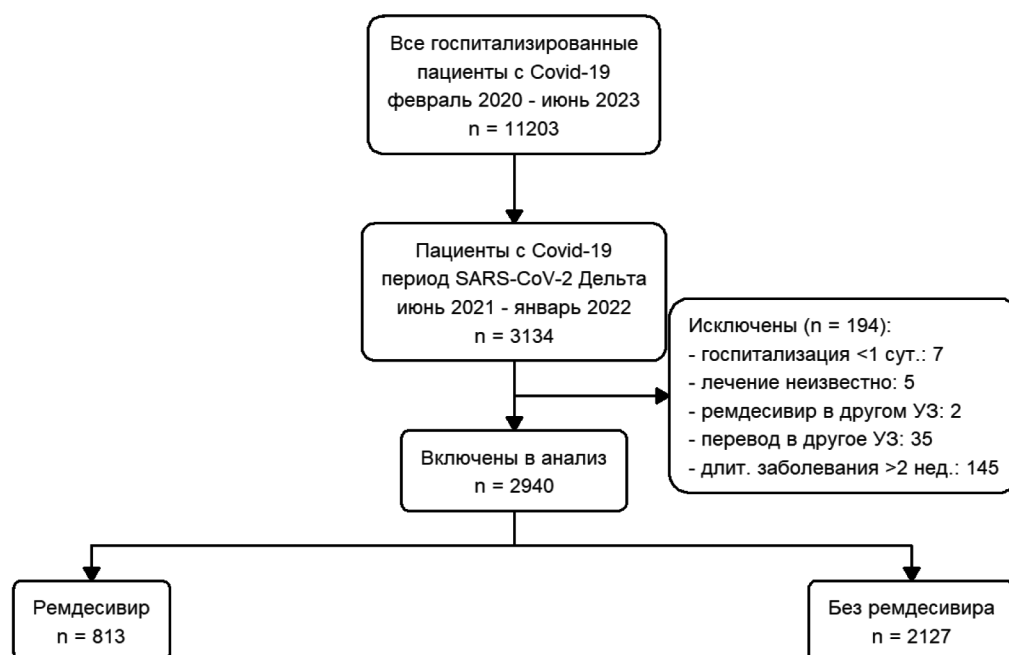 Все госпитализированные
пациенты с Covid-19
февраль 2020 - июнь 2023
n = 11203
Пациенты с Covid-19
период SARS-CoV-2 Дельта
июнь 2021 - январь 2022
n = 3134
Исключены (n = 194):
- госпитализация <1 сут.: 7
- лечение неизвестно: 5
- ремдесивир в другом УЗ: 2
- перевод в другое УЗ: 35
- длит. заболевания >2 нед.: 145
Включены в анализ
n = 2940
Ремдесивир
n = 813
Без ремдесивира
n = 2127